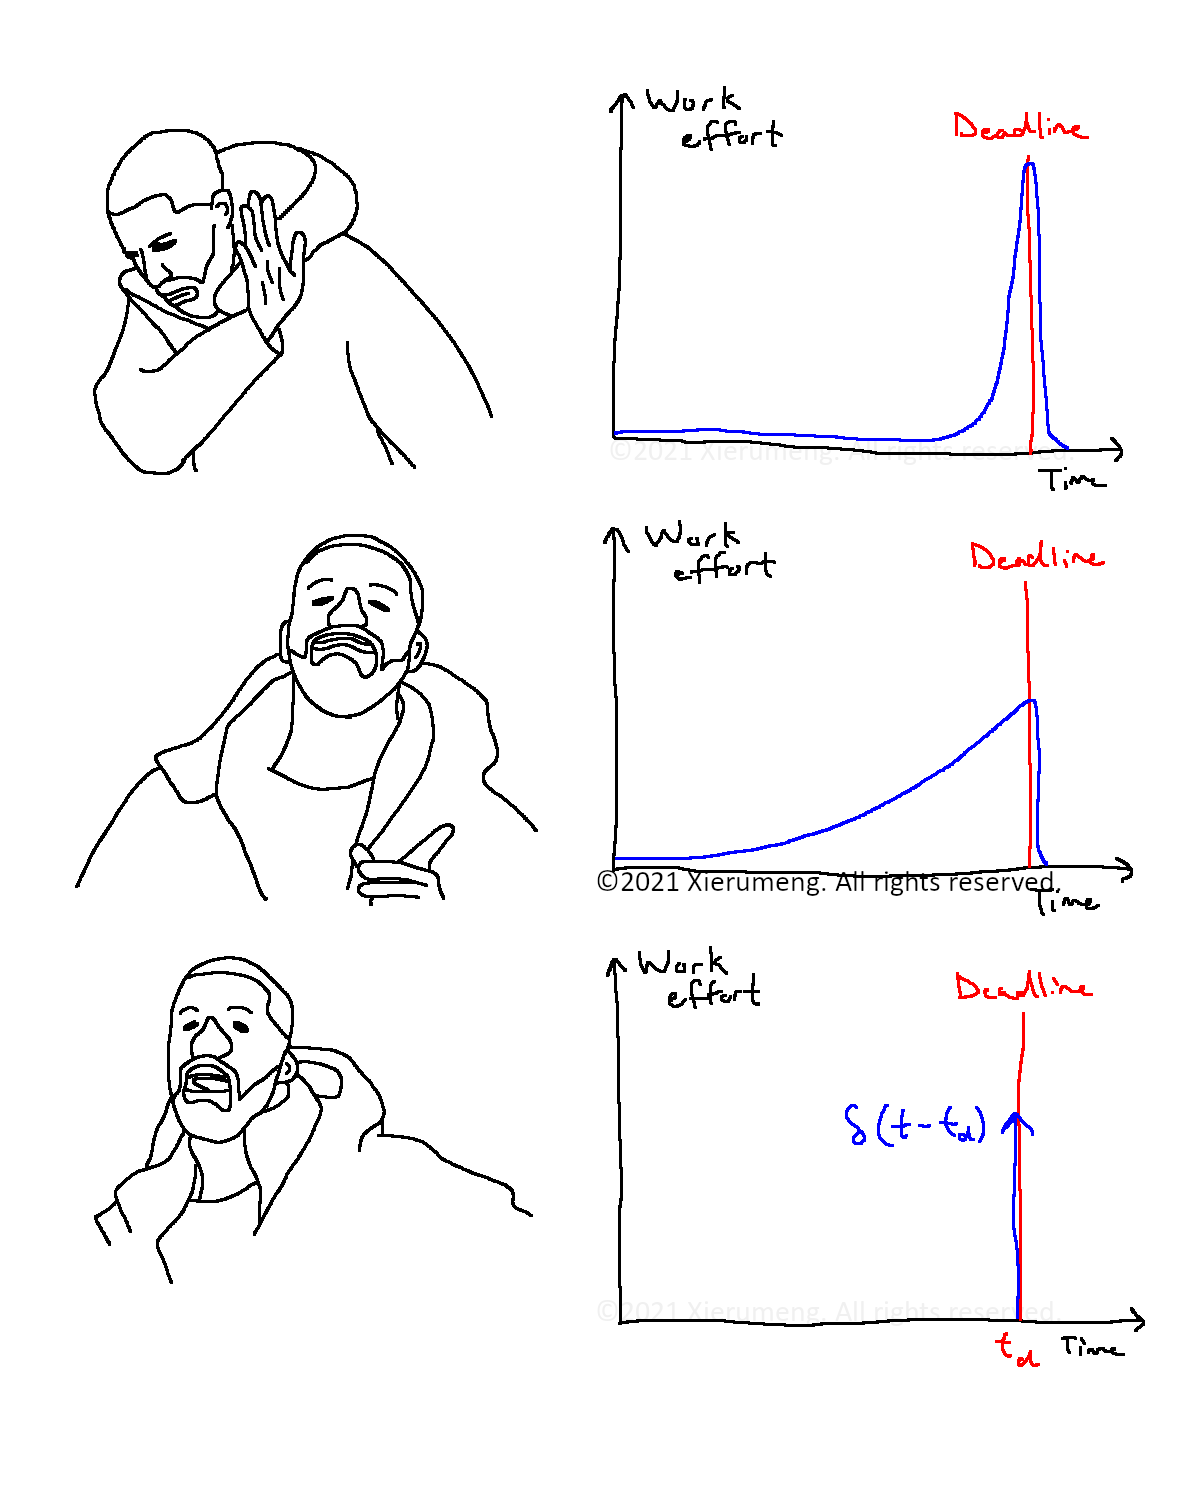 Work
effort
Deadline
©2021 Xierumeng. All rights reserved.
Time
Work
effort
Deadline
©2021 Xierumeng. All rights reserved.
Time
Work
effort
Deadline
δ(t-t_d)
©2021 Xierumeng. All rights reserved
t_d Time